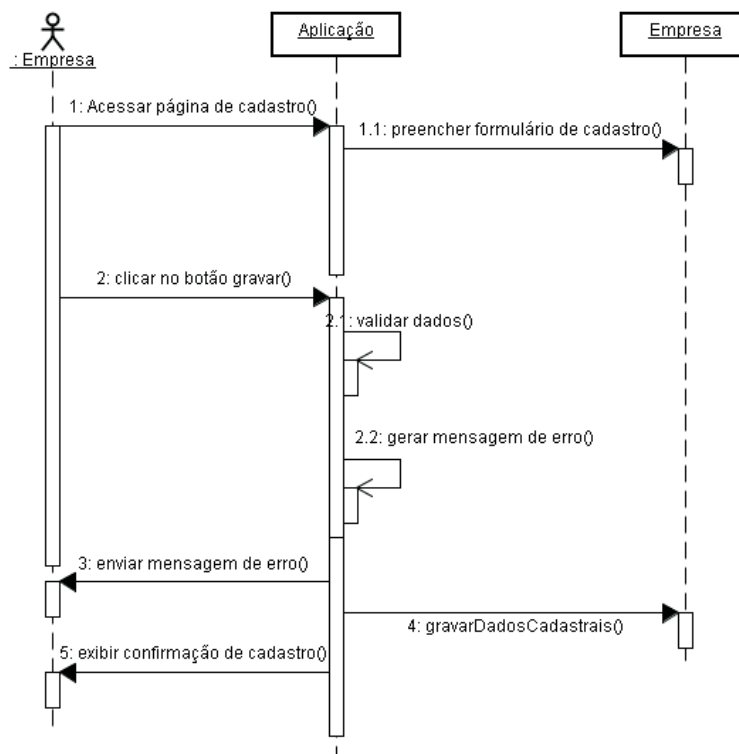 Aplicação
Empresa
: Empresa
1: Acessar página de cadastro()
1.1: preencher formulário de cadastro()
2: clicar no botão gravar()
2.1: validar dados()
2.2: gerar mensagem de erro()
3: enviar mensagem de erro()
4: gravarDadosCadastrais()
5: exibir confirmação de cadastro()